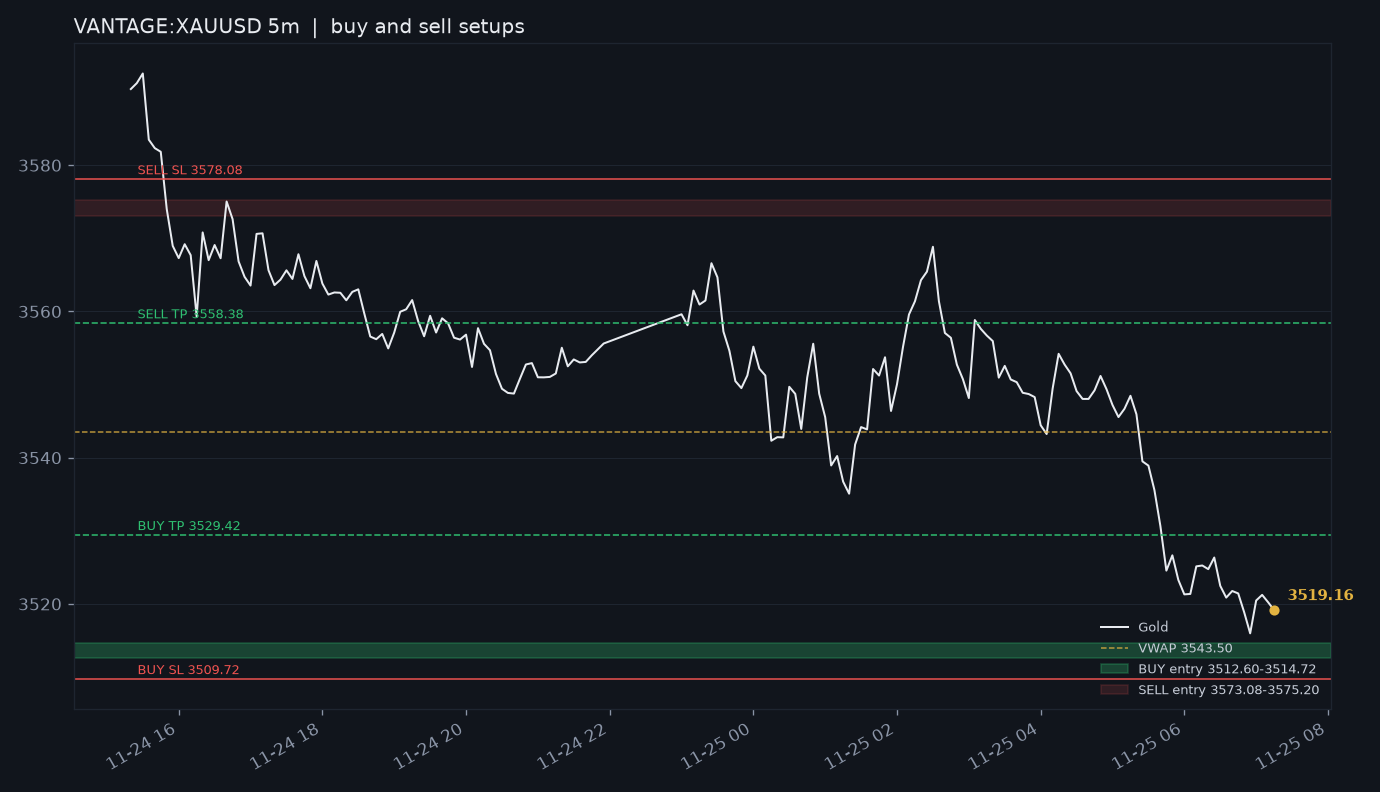 VANTAGE:XAUUSD 5m | buy and sell setups
3580
SELL SL 3578.08
3560
SELL TP 3558.38
3540
BUY TP 3529.42
3520
3519.16
BUY SL 3509.72
Gold
VWAP 3543.50
BUY entry 3512.60-3514.72
SELL entry 3573.08-3575.20
11-24 16
11-24 18
11-24 20
11-24 22
11-25 00
11-25 02
11-25 04
11-25 06
11-25 08